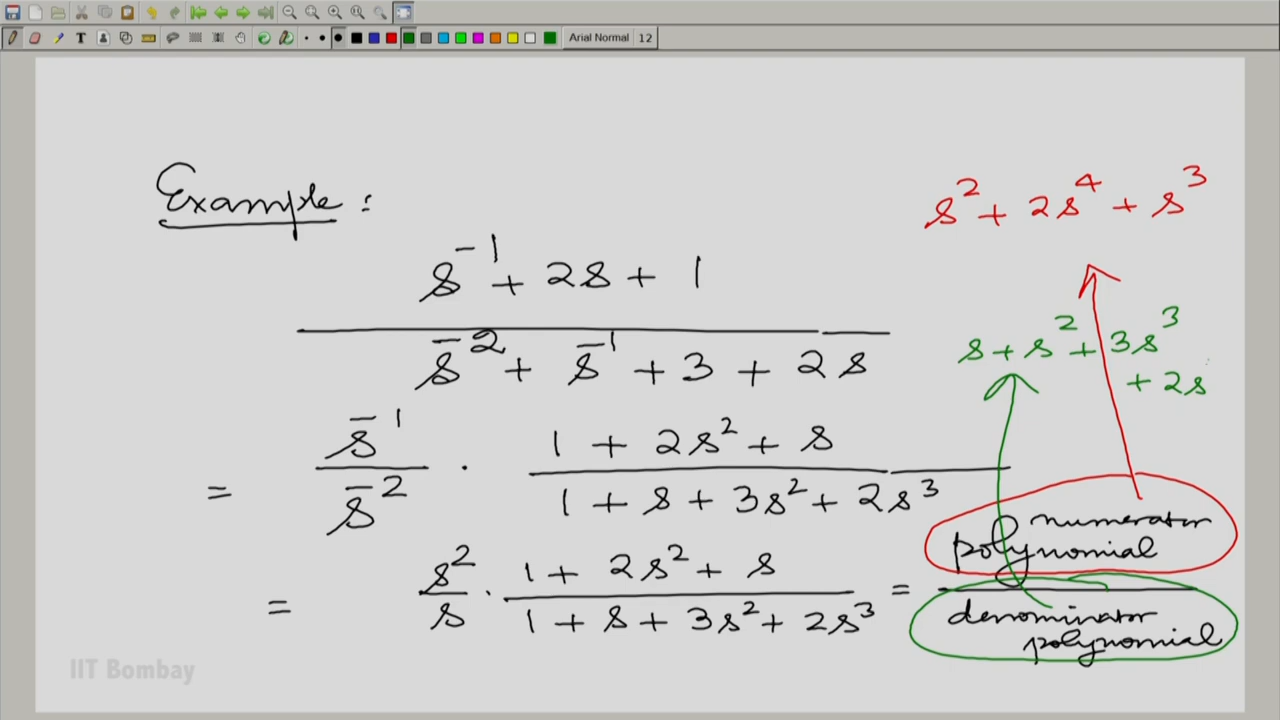 Arial Normal 12
Example :
s^2 + 2s^4 + s^3
s^-1 + 2s + 1
s^-2 + s^-1 + 3 + 2s
s + s^2 + 3s^3
+ 2s
s^-1 / s^-2 · (1 + 2s^2 + s)
= 1 + s + 3s^2 + 2s^3
= s^2 / s · (1 + 2s^2 + s) / (1 + s + 3s^2 + 2s^3) =
numerator
polynomial
denominator
polynomial
IIT Bombay